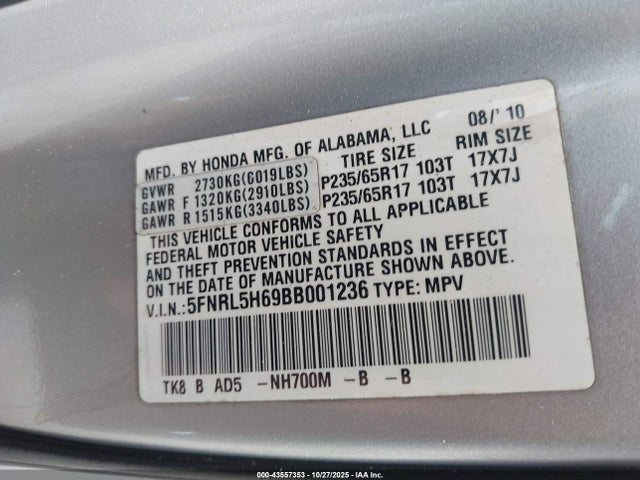 MFD. BY HONDA MFG. OF ALABAMA, LLC 08/'10
TIRE SIZE RIM SIZE
GVWR 2730KG(6019LBS)
GAWR F 1320KG(2910LBS) P235/65R17 103T 17X7J
GAWR R 1515KG(3340LBS) P235/65R17 103T 17X7J
THIS VEHICLE CONFORMS TO ALL APPLICABLE
FEDERAL MOTOR VEHICLE SAFETY
AND THEFT PREVENTION STANDARDS IN EFFECT
ON THE DATE OF MANUFACTURE SHOWN ABOVE.
V.I.N.:5FNRL5H69BB001236 TYPE: MPV
TK8 B AD5 -NH700M -B -B
000-43557353 | 10/27/2025 - © IAA, Inc.